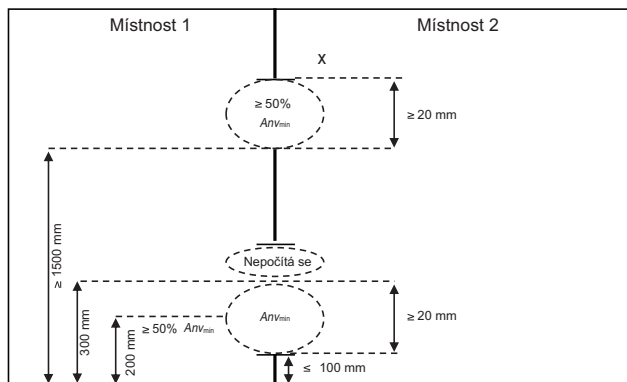 Místnost 1
Místnost 2
X
≥ 50%
Anvmin
≥ 20 mm
≥ 1500 mm
Nepočítá se
300 mm
200 mm
≥ 50% Anvmin
Anvmin
≥ 20 mm
≤ 100 mm